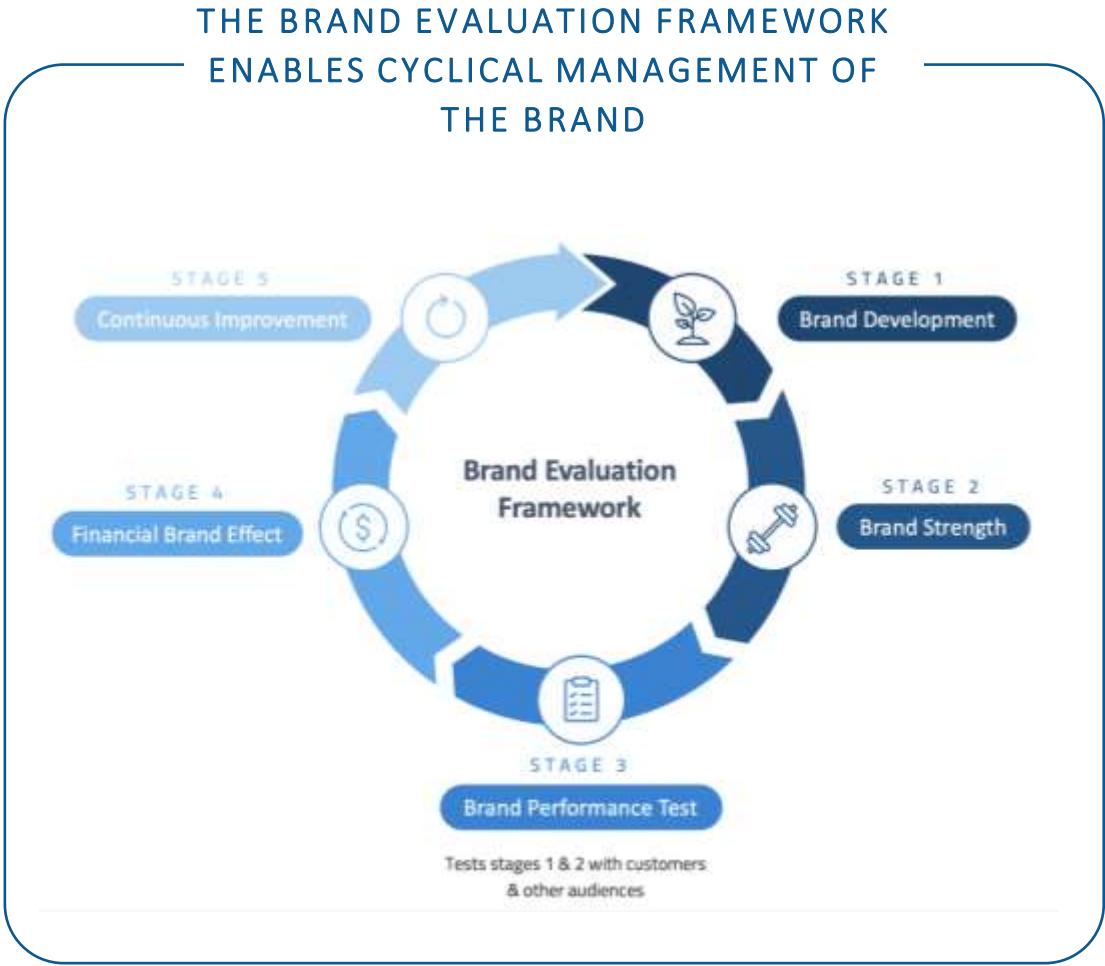 THE BRAND EVALUATION FRAMEWORK
ENABLES CYCLICAL MANAGEMENT OF
THE BRAND
STAGE 5
Continuous Improvement
STAGE 1
Brand Development
Brand Evaluation
Framework
STAGE 4
Financial Brand Effect
$
STAGE 2
Brand Strength
STAGE 3
Brand Performance Test
Tests stages 1 & 2 with customers
& other audiences